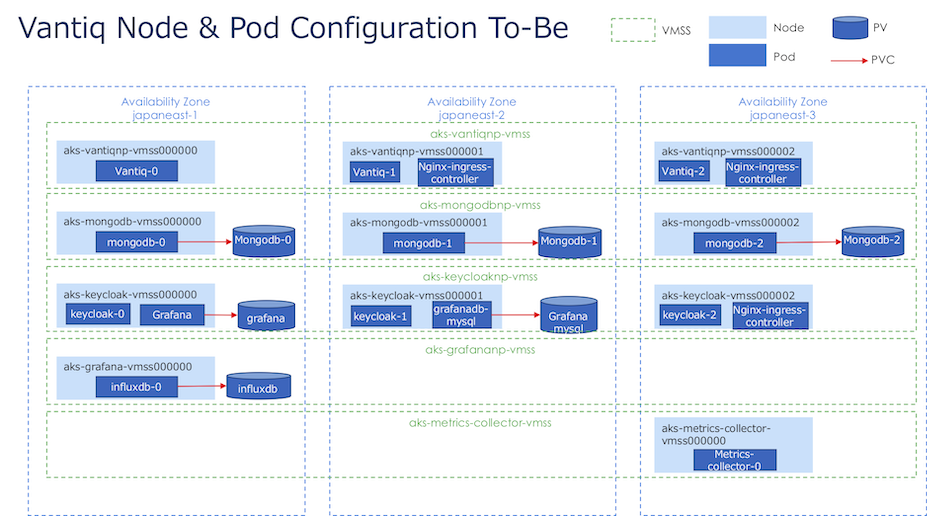 Vantiq Node & Pod Configuration To-Be
VMSS
Node
PV
Pod
PVC
Availability Zone
japaneast-1
Availability Zone
japaneast-2
Availability Zone
japaneast-3
aks-vantiqnp-vmss
aks-vantiqnp-vmss000000
Vantiq-0
aks-vantiqnp-vmss000001
Vantiq-1
Nginx-ingress-
controller
aks-vantiqnp-vmss000002
Vantiq-2
Nginx-ingress-
controller
aks-mongodbnp-vmss
aks-mongodb-vmss000000
mongodb-0
Mongodb-0
aks-mongodb-vmss000001
mongodb-1
Mongodb-1
aks-mongodb-vmss000002
mongodb-2
Mongodb-2
aks-keycloaknp-vmss
aks-keycloak-vmss000000
keycloak-0
Grafana
grafana
aks-keycloak-vmss000001
keycloak-1
grafanadb-
mysql
Grafana
mysql
aks-keycloak-vmss000002
keycloak-2
Nginx-ingress-
controller
aks-grafananp-vmss
aks-grafana-vmss000000
influxdb-0
influxdb
aks-metrics-collector-vmss
aks-metrics-collector-
vmss000000
Metrics-
collector-0